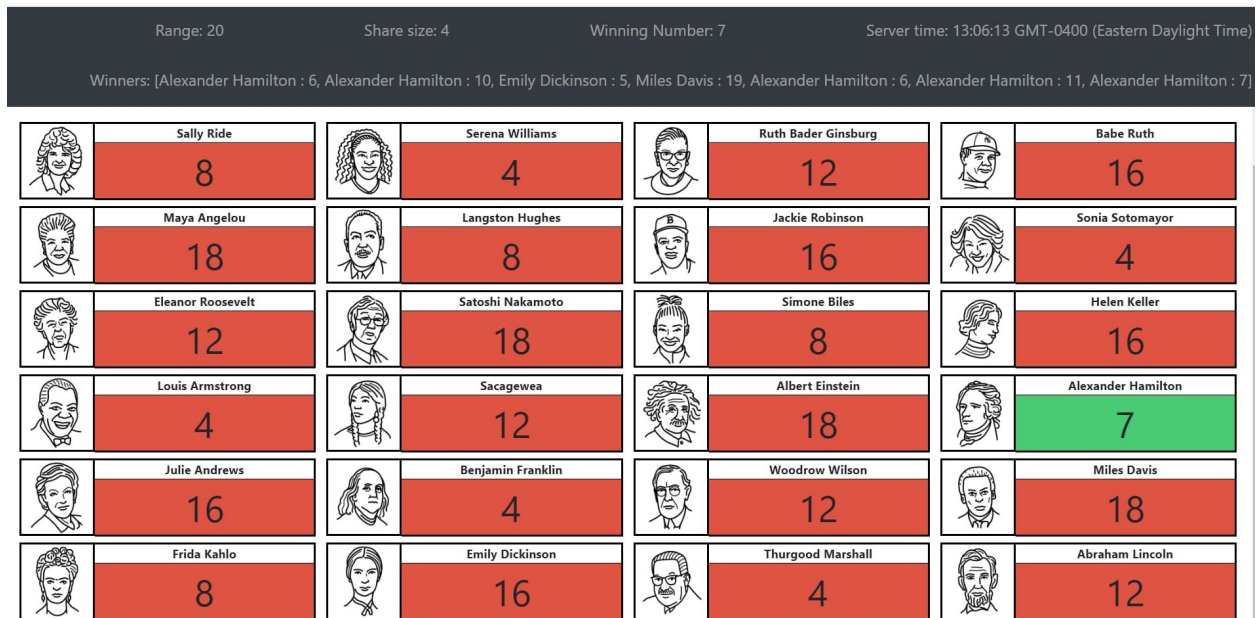 Range: 20 Share size: 4 Winning Number: 7 Server time: 13:06:13 GMT-0400 (Eastern Daylight Time)
Winners: [Alexander Hamilton : 6, Alexander Hamilton : 10, Emily Dickinson : 5, Miles Davis : 19, Alexander Hamilton : 6, Alexander Hamilton : 11, Alexander Hamilton : 7]
Sally Ride Serena Williams Ruth Bader Ginsburg Babe Ruth
8 4 12 16
Maya Angelou Langston Hughes Jackie Robinson Sonia Sotomayor
18 8 16 4
B
Eleanor Roosevelt Satoshi Nakamoto Simone Biles Helen Keller
12 18 8 16
Louis Armstrong Sacagewea Albert Einstein Alexander Hamilton
4 12 18 7
Julie Andrews Benjamin Franklin Woodrow Wilson Miles Davis
16 4 12 18
Frida Kahlo Emily Dickinson Thurgood Marshall Abraham Lincoln
8 16 4 12